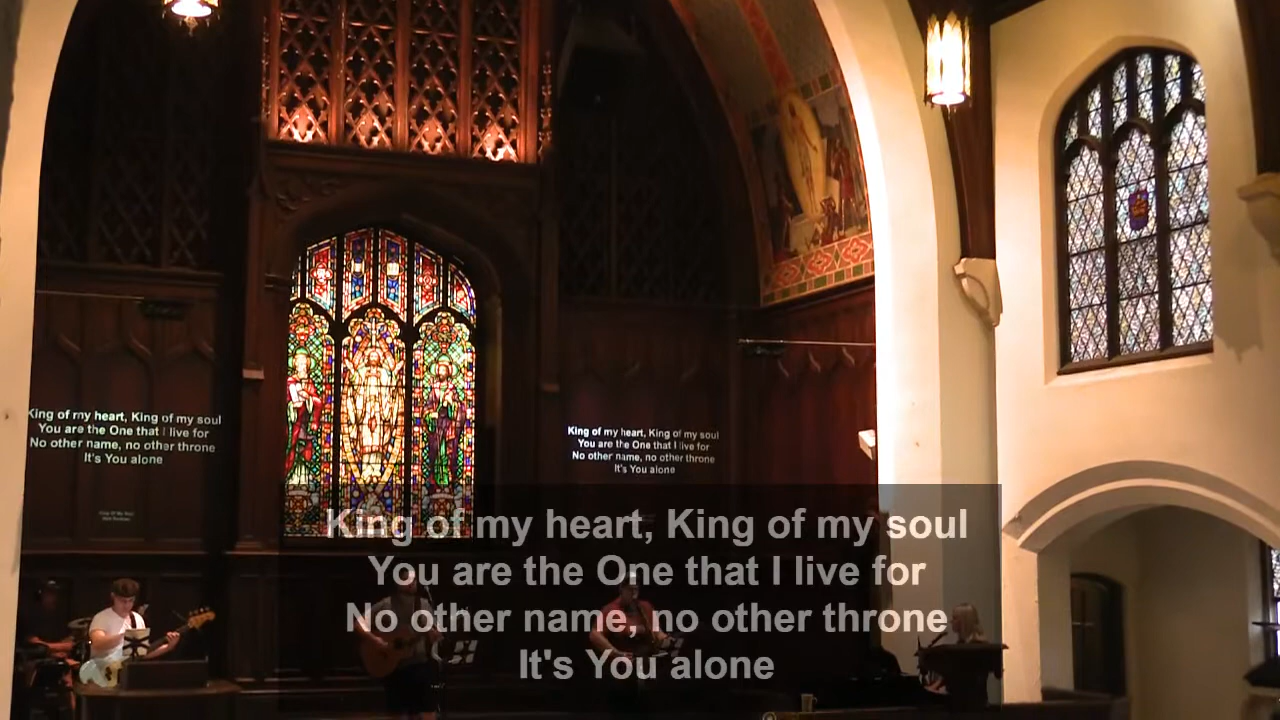 King of my heart, King of my soul
You are the One that I live for
No other name, no other throne
It's You alone
King of my heart, King of my soul
You are the One that I live for
No other name, no other throne
It's You alone
King of my heart, King of my soul
You are the One that I live for
No other name, no other throne
It's You alone